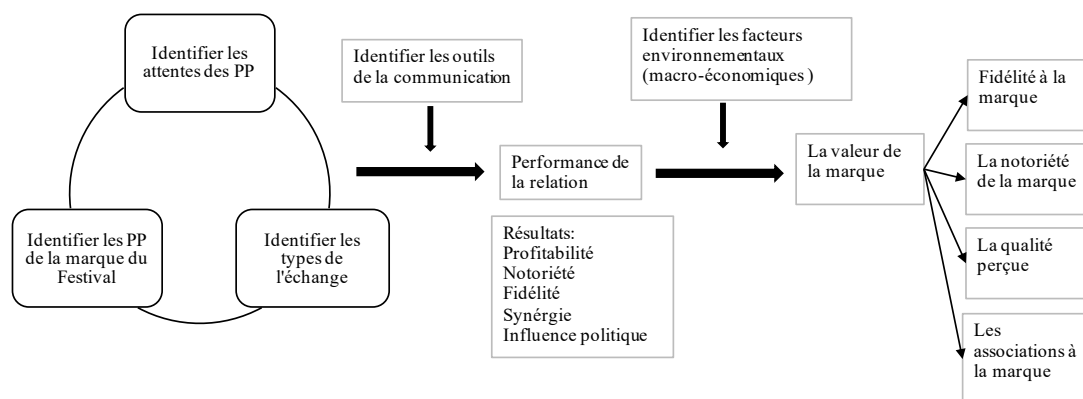 Identifier les
attentes des PP
Identifier les PP
de la marque du
Festival
Identifier les
types de
l'échange
Identifier les outils
de la communication
Performance de
la relation
Résultats:
Profitabilité
Notoriété
Fidélité
Synérgie
Influence politique
Identifier les facteurs
environnementaux
(macro-économiques )
La valeur de
la marque
Fidélité à la
marque
La notoriété
de la marque
La qualité
perçue
Les
associations à
la marque